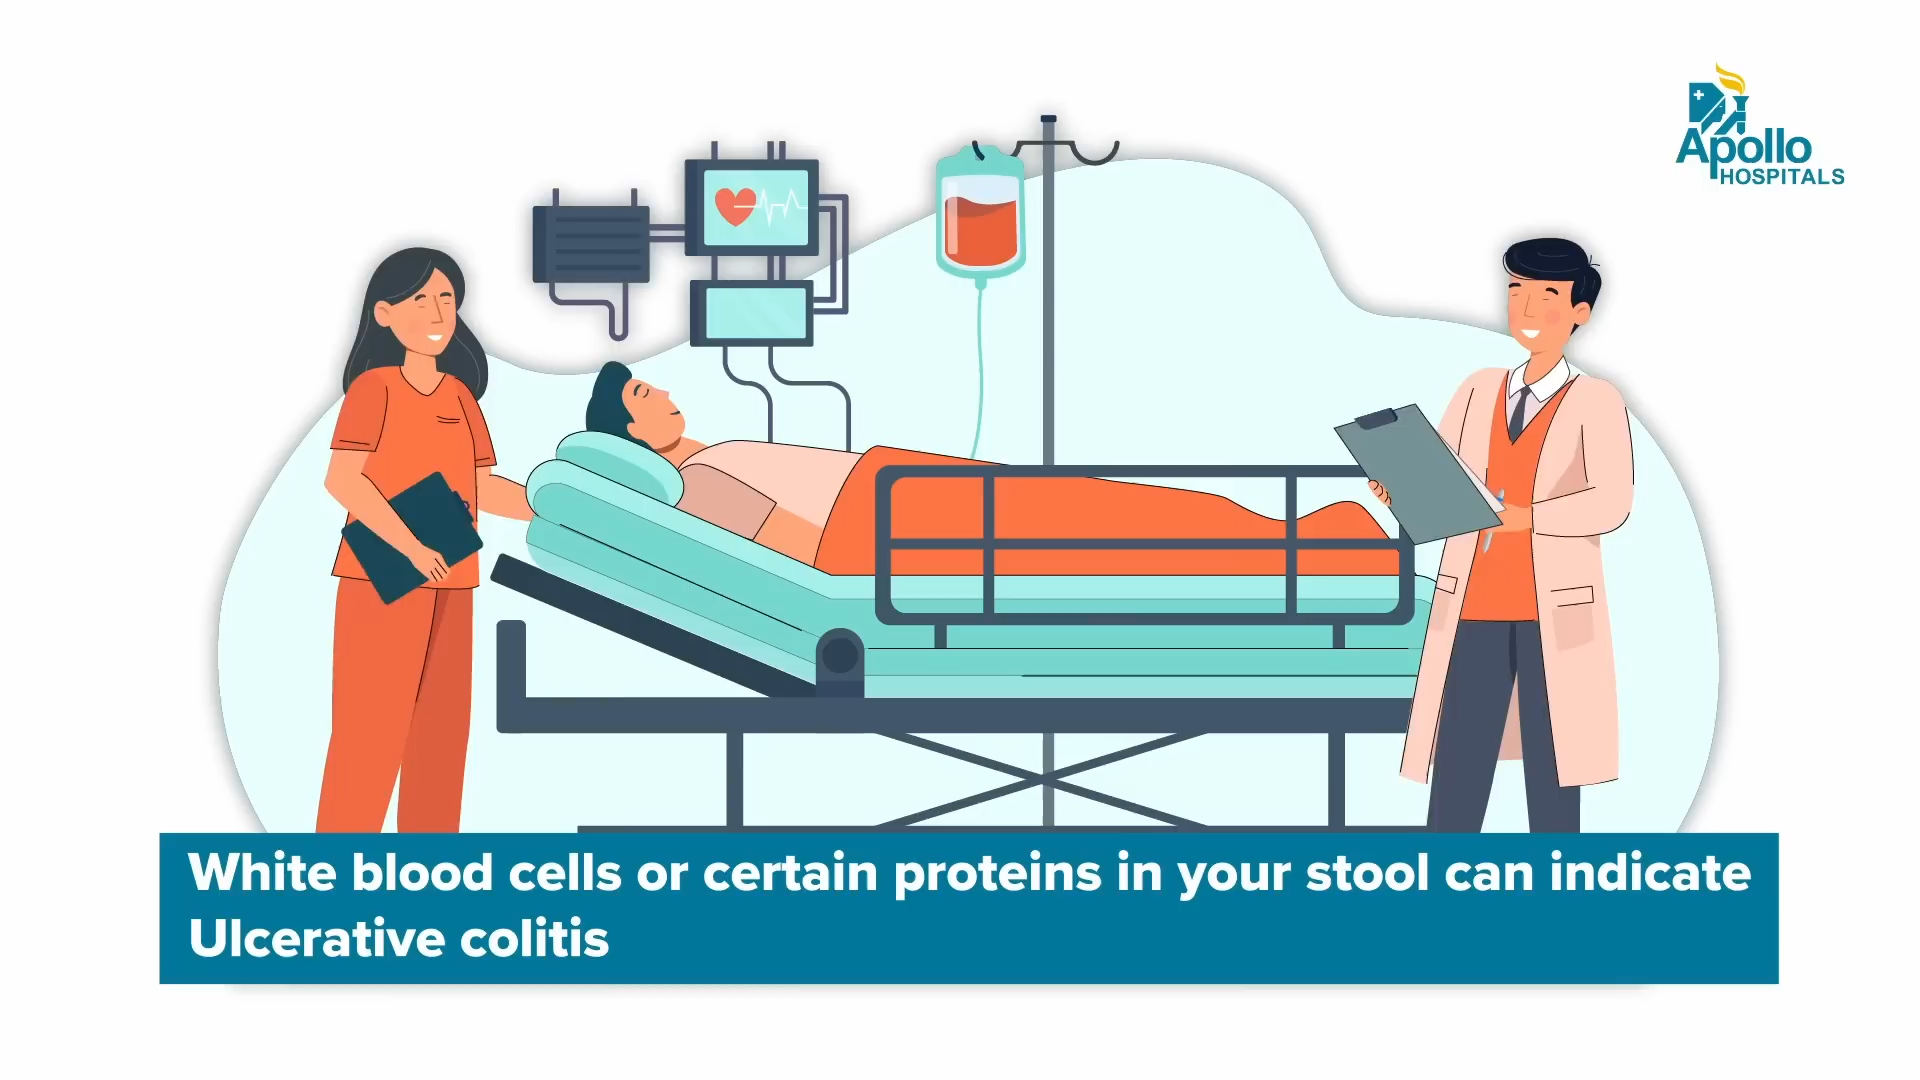 Apollo
HOSPITALS
White blood cells or certain proteins in your stool can indicate
Ulcerative colitis